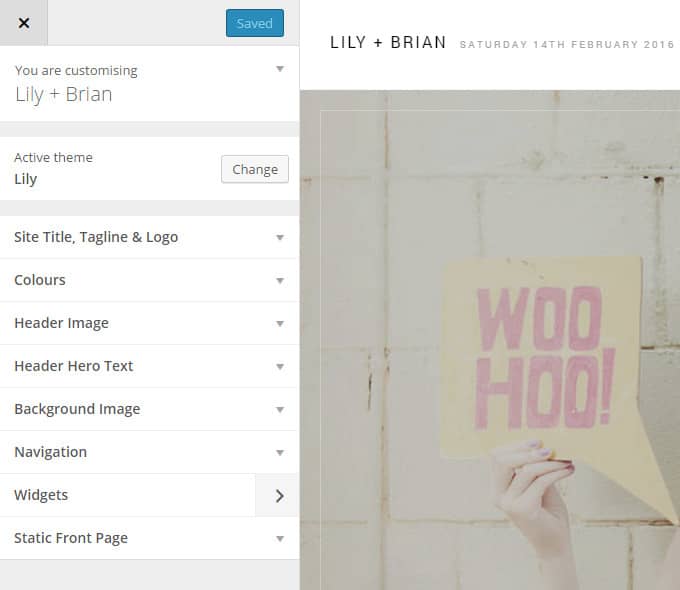 Saved
You are customising
Lily + Brian
Active theme
Lily
Change
Site Title, Tagline & Logo
Colours
Header Image
Header Hero Text
Background Image
Navigation
Widgets
Static Front Page
LILY + BRIAN SATURDAY 14TH FEBRUARY 2016
WOO
HOO!